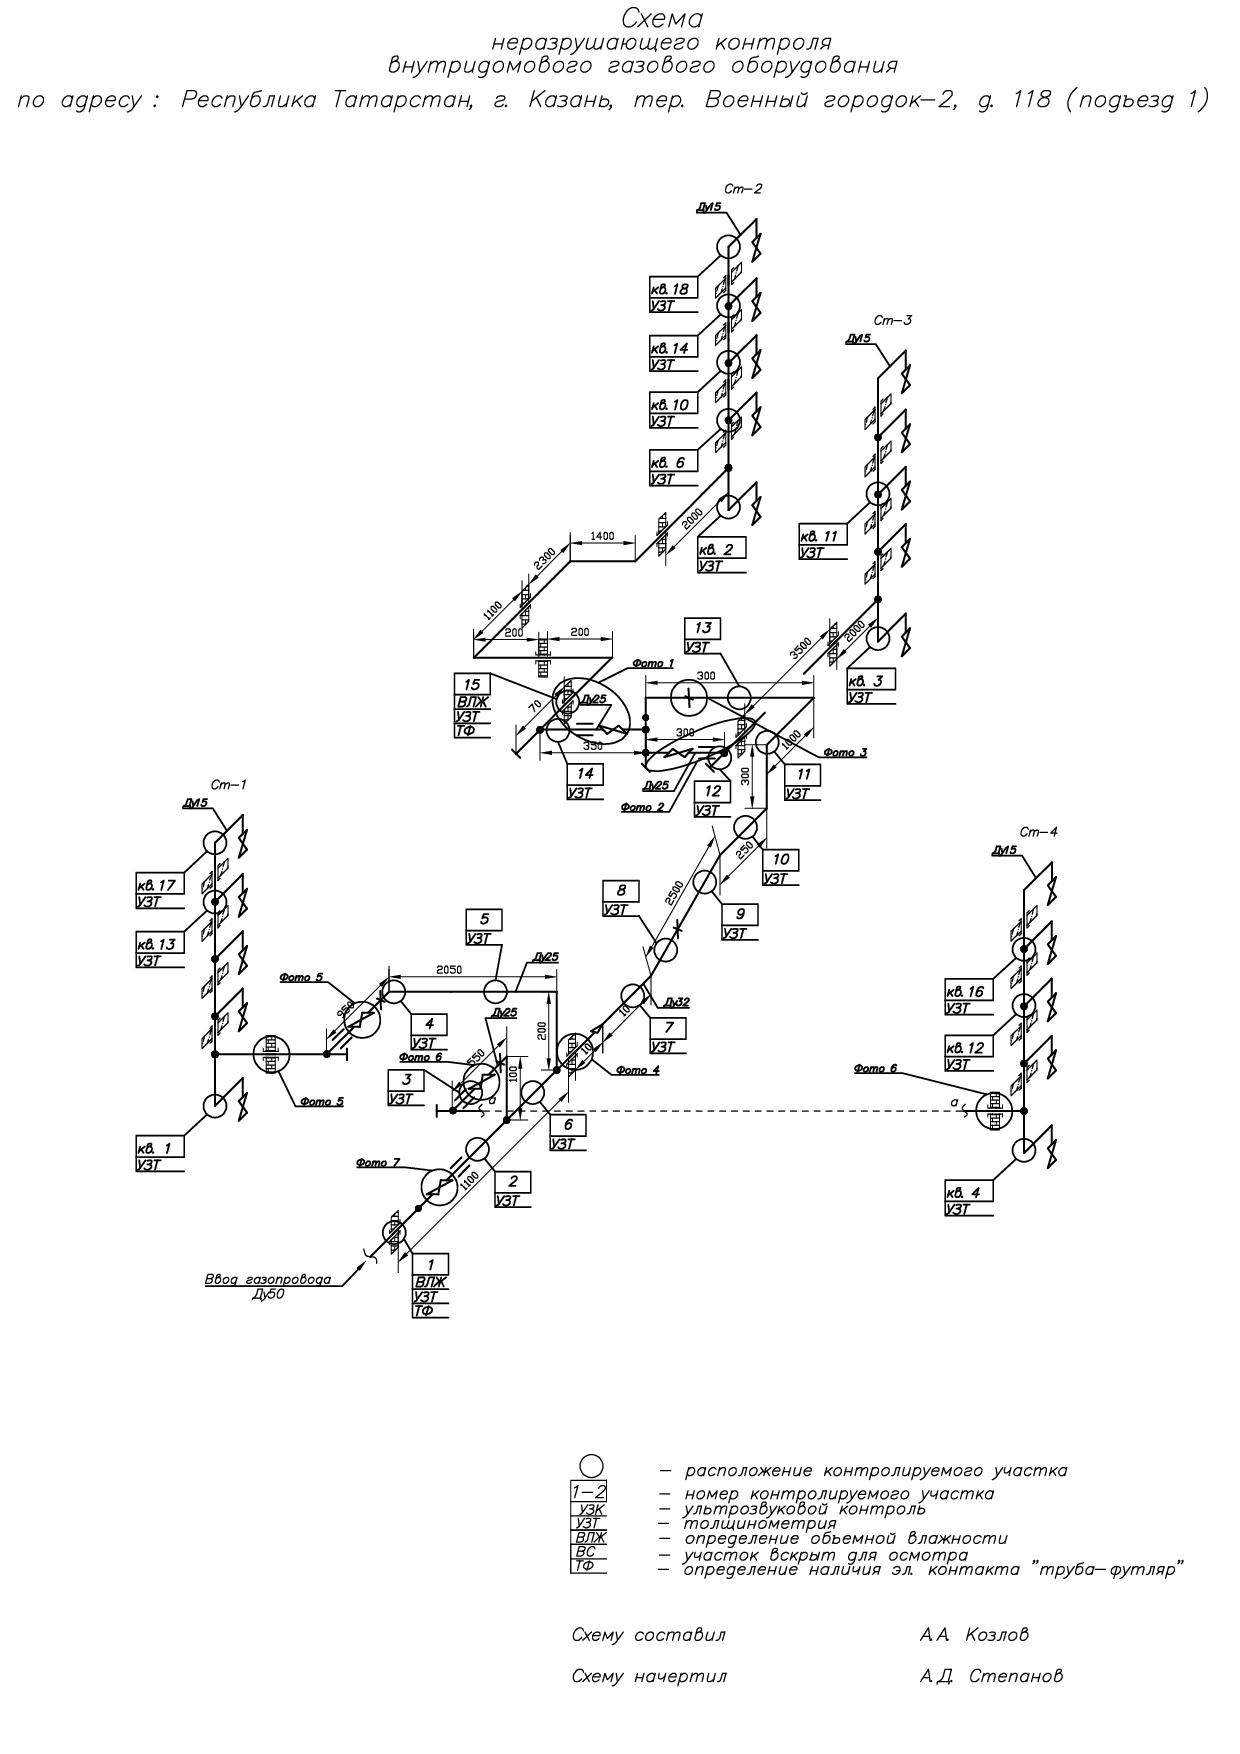 Схема
неразрушающего контроля
внутридомового газового оборудования
по адресу : Республика Татарстан, г. Казань, тер. Военный городок-2, д. 118 (подъезд 1)
Ст-2
Ду15
кв. 18
УЗТ
кв. 14
УЗТ
кв. 10
УЗТ
кв. 6
УЗТ
2000
кв. 2
УЗТ
Ст-3
Ду15
кв. 11
УЗТ
2000
3500
кв. 3
УЗТ
1400
2300
1100
200
200
13
УЗТ
Фото 1
300
15
ВЛЖ
УЗТ
ТФ
70
Ду25
350
300
1000
Фото 3
14
УЗТ
Ду25
Фото 2
12
УЗТ
300
11
УЗТ
250
10
УЗТ
Ст-1
Ду15
кв. 17
УЗТ
кв. 13
УЗТ
кв. 1
УЗТ
8
УЗТ
2500
9
УЗТ
5
УЗТ
Ду25
2050
Фото 5
4
УЗТ
Ду25
200
Ду32
7
УЗТ
Фото 6
100
Фото 4
3
УЗТ
а
Фото 5
6
УЗТ
Фото 7
2
УЗТ
1100
1
ВЛЖ
УЗТ
ТФ
Ввод газопровода
Ду50
Ст-4
Ду15
кв. 16
УЗТ
кв. 12
УЗТ
Фото 6
а
кв. 4
УЗТ
- расположение контролируемого участка
1-2 - номер контролируемого участка
УЗК - ультрозвуковой контроль
УЗТ - толщинометрия
ВЛЖ - определение объемной влажности
ВС - участок вскрыт для осмотра
ТФ - определение наличия эл. контакта "труба-футляр"
Схему составил А.А. Козлов
Схему начертил А.Д. Степанов